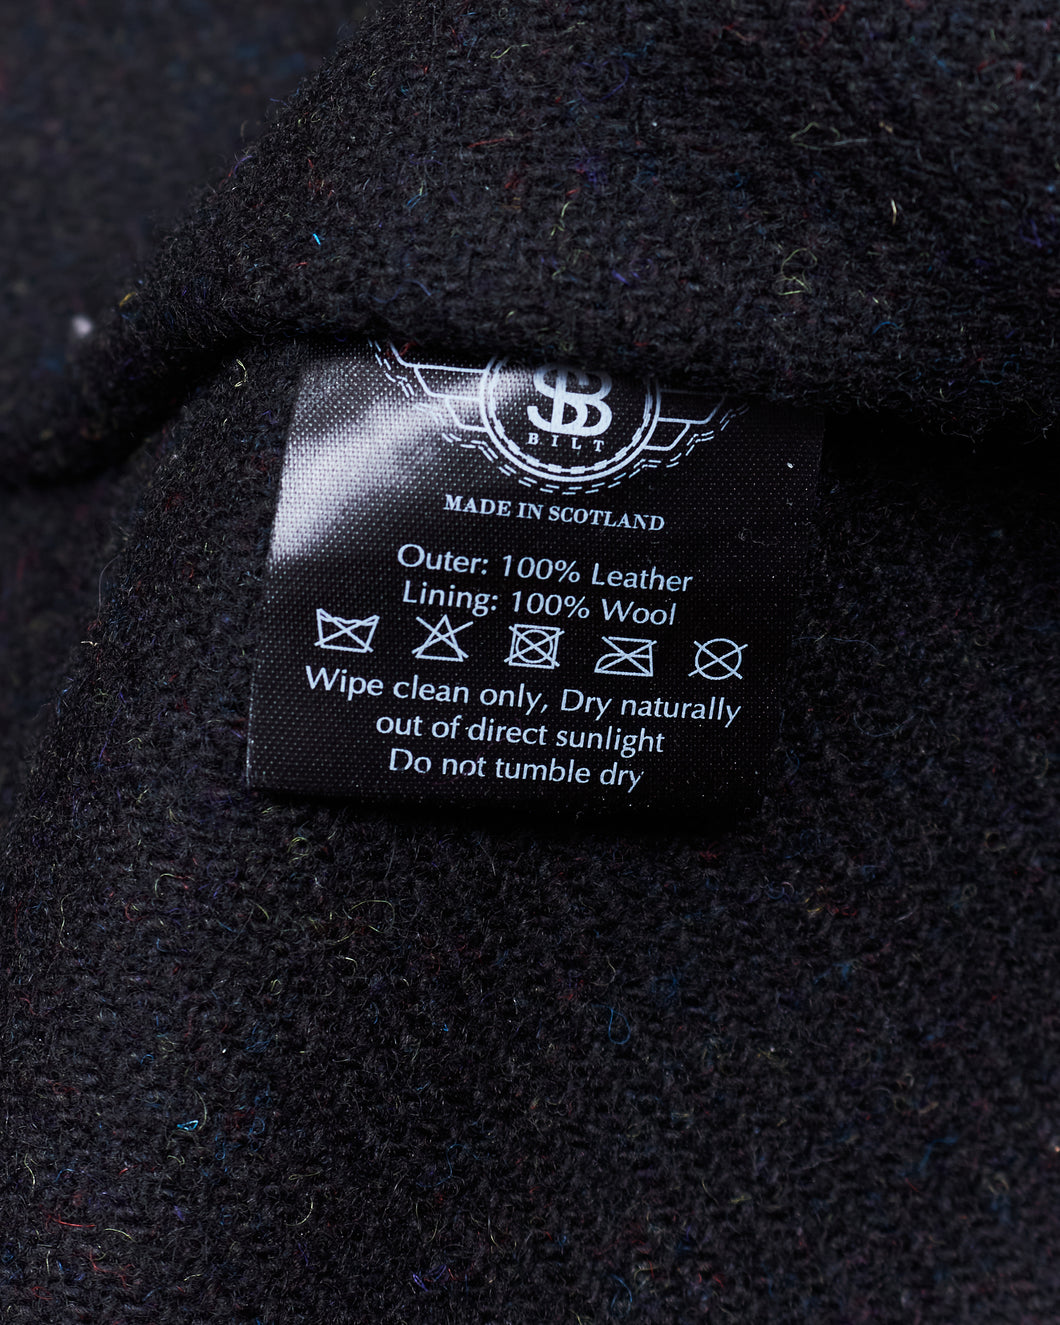 SB
BILT
MADE IN SCOTLAND
Outer: 100% Leather
Lining: 100% Wool
Wipe clean only, Dry naturally
out of direct sunlight
Do not tumble dry